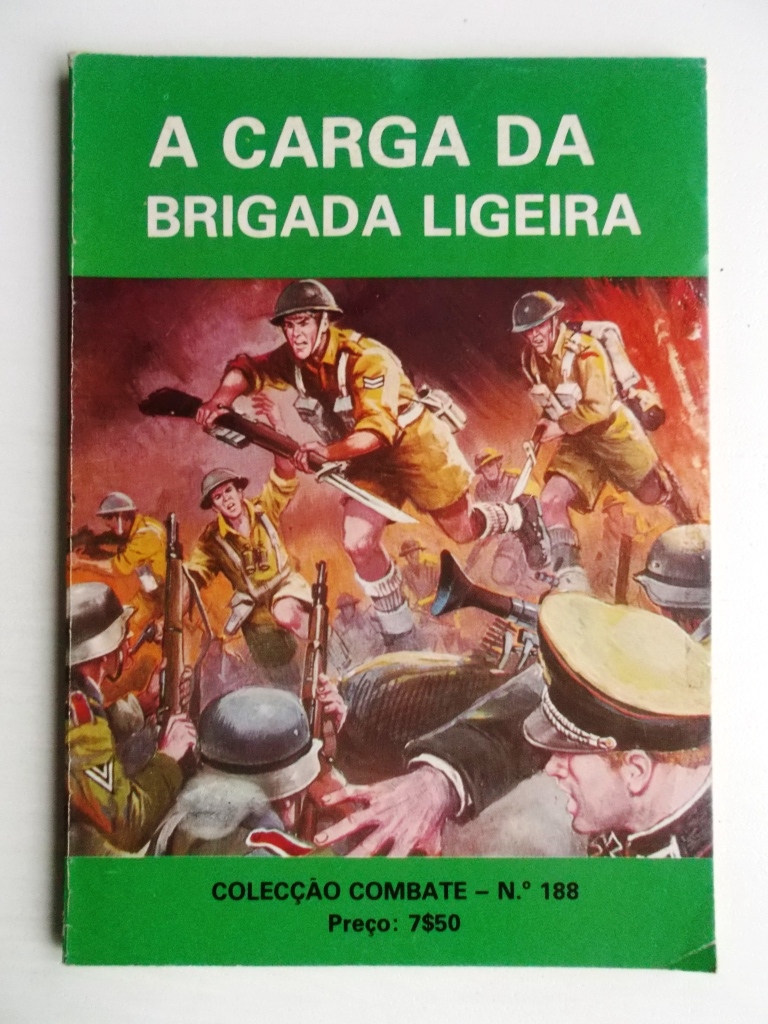 A CARGA DA
BRIGADA LIGEIRA
COLECÇÃO COMBATE – N.º 188
Preço: 7$50